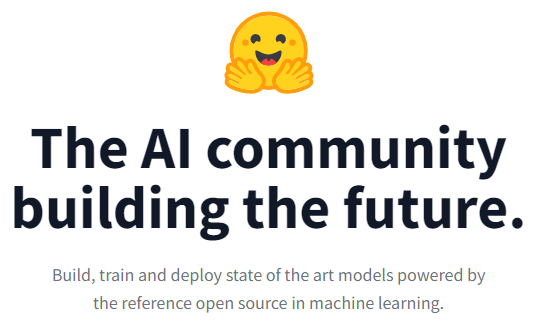 The AI community
building the future.
Build, train and deploy state of the art models powered by
the reference open source in machine learning.